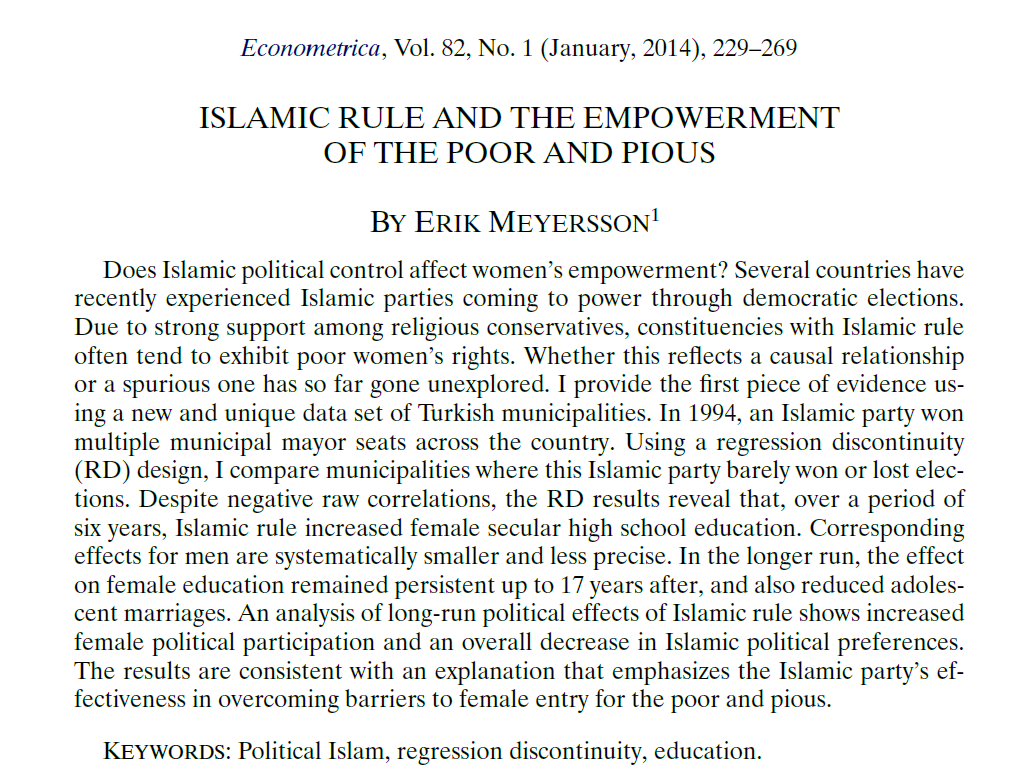 Econometrica, Vol. 82, No. 1 (January, 2014), 229–269
ISLAMIC RULE AND THE EMPOWERMENT
OF THE POOR AND PIOUS
BY ERIK MEYERSSON1
Does Islamic political control affect women's empowerment? Several countries have
recently experienced Islamic parties coming to power through democratic elections.
Due to strong support among religious conservatives, constituencies with Islamic rule
often tend to exhibit poor women's rights. Whether this reflects a causal relationship
or a spurious one has so far gone unexplored. I provide the first piece of evidence us-
ing a new and unique data set of Turkish municipalities. In 1994, an Islamic party won
multiple municipal mayor seats across the country. Using a regression discontinuity
(RD) design, I compare municipalities where this Islamic party barely won or lost elec-
tions. Despite negative raw correlations, the RD results reveal that, over a period of
six years, Islamic rule increased female secular high school education. Corresponding
effects for men are systematically smaller and less precise. In the longer run, the effect
on female education remained persistent up to 17 years after, and also reduced adoles-
cent marriages. An analysis of long-run political effects of Islamic rule shows increased
female political participation and an overall decrease in Islamic political preferences.
The results are consistent with an explanation that emphasizes the Islamic party's ef-
fectiveness in overcoming barriers to female entry for the poor and pious.
KEYWORDS: Political Islam, regression discontinuity, education.